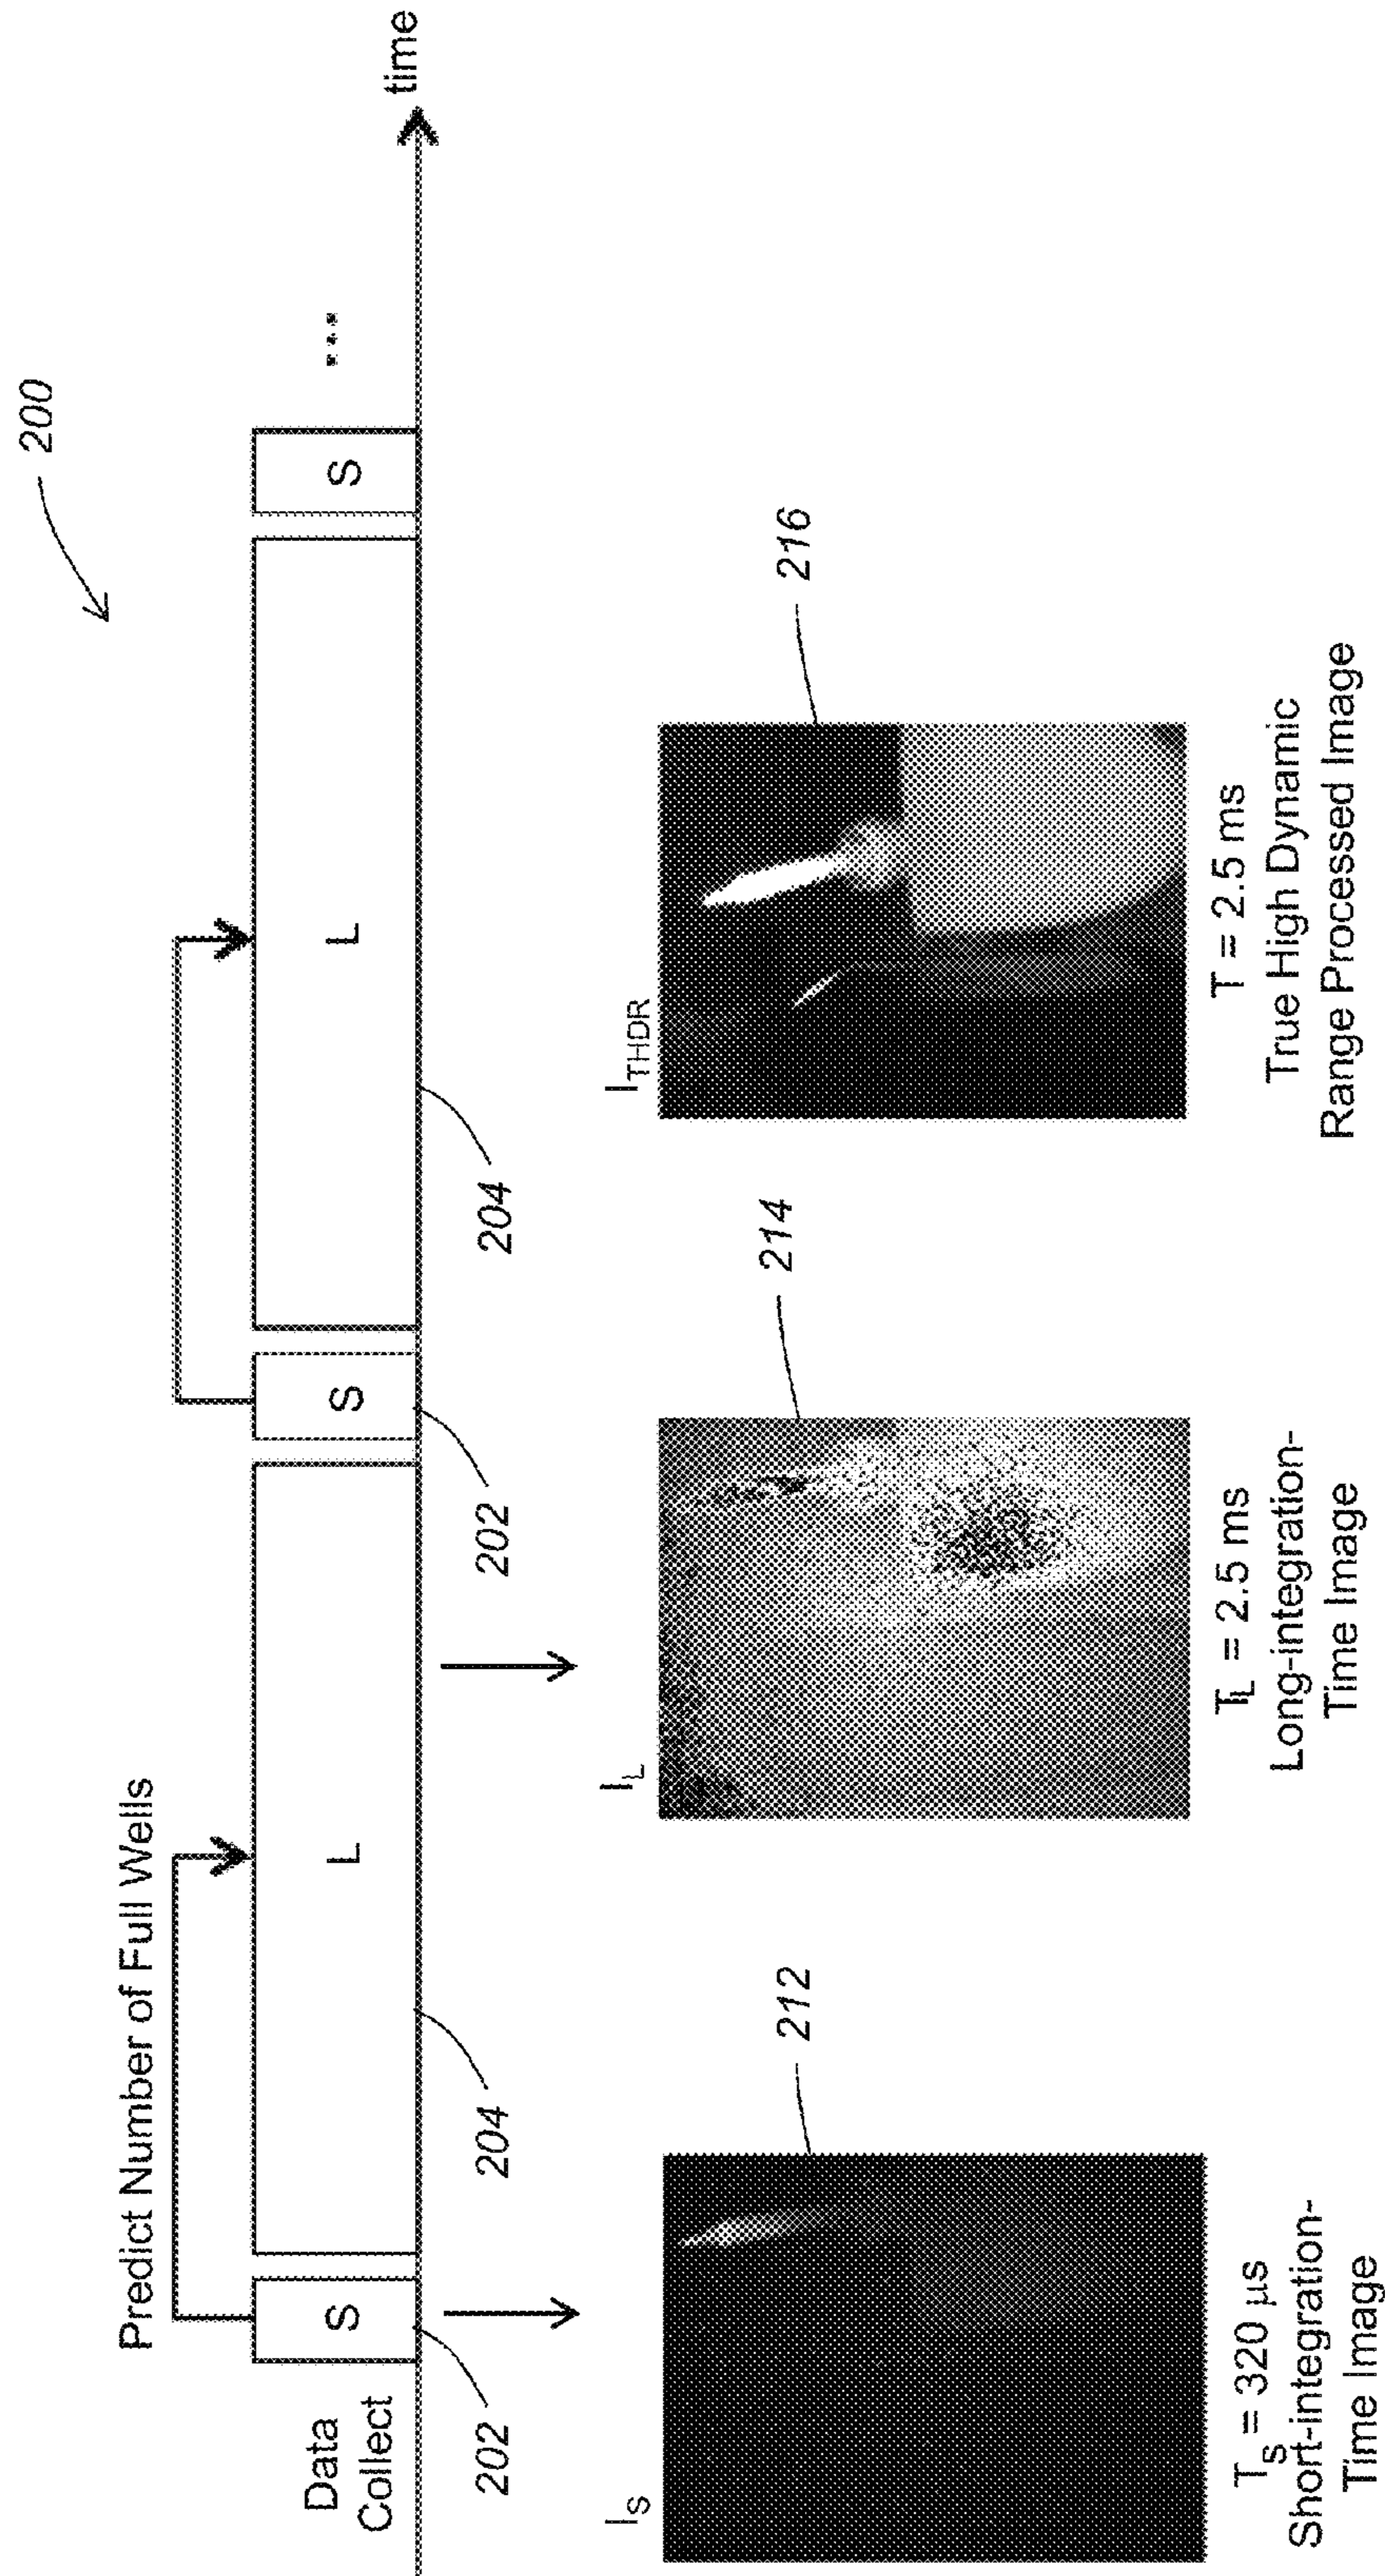 200
Predict Number of Full Wells
Data
Collect
S
L
S
L
S
...
time
202
204
202
204
I_S
212
T_S = 320 μs
Short-integration-
Time Image
I_L
214
T_L = 2.5 ms
Long-integration-
Time Image
I_THDR
216
T = 2.5 ms
True High Dynamic
Range Processed Image